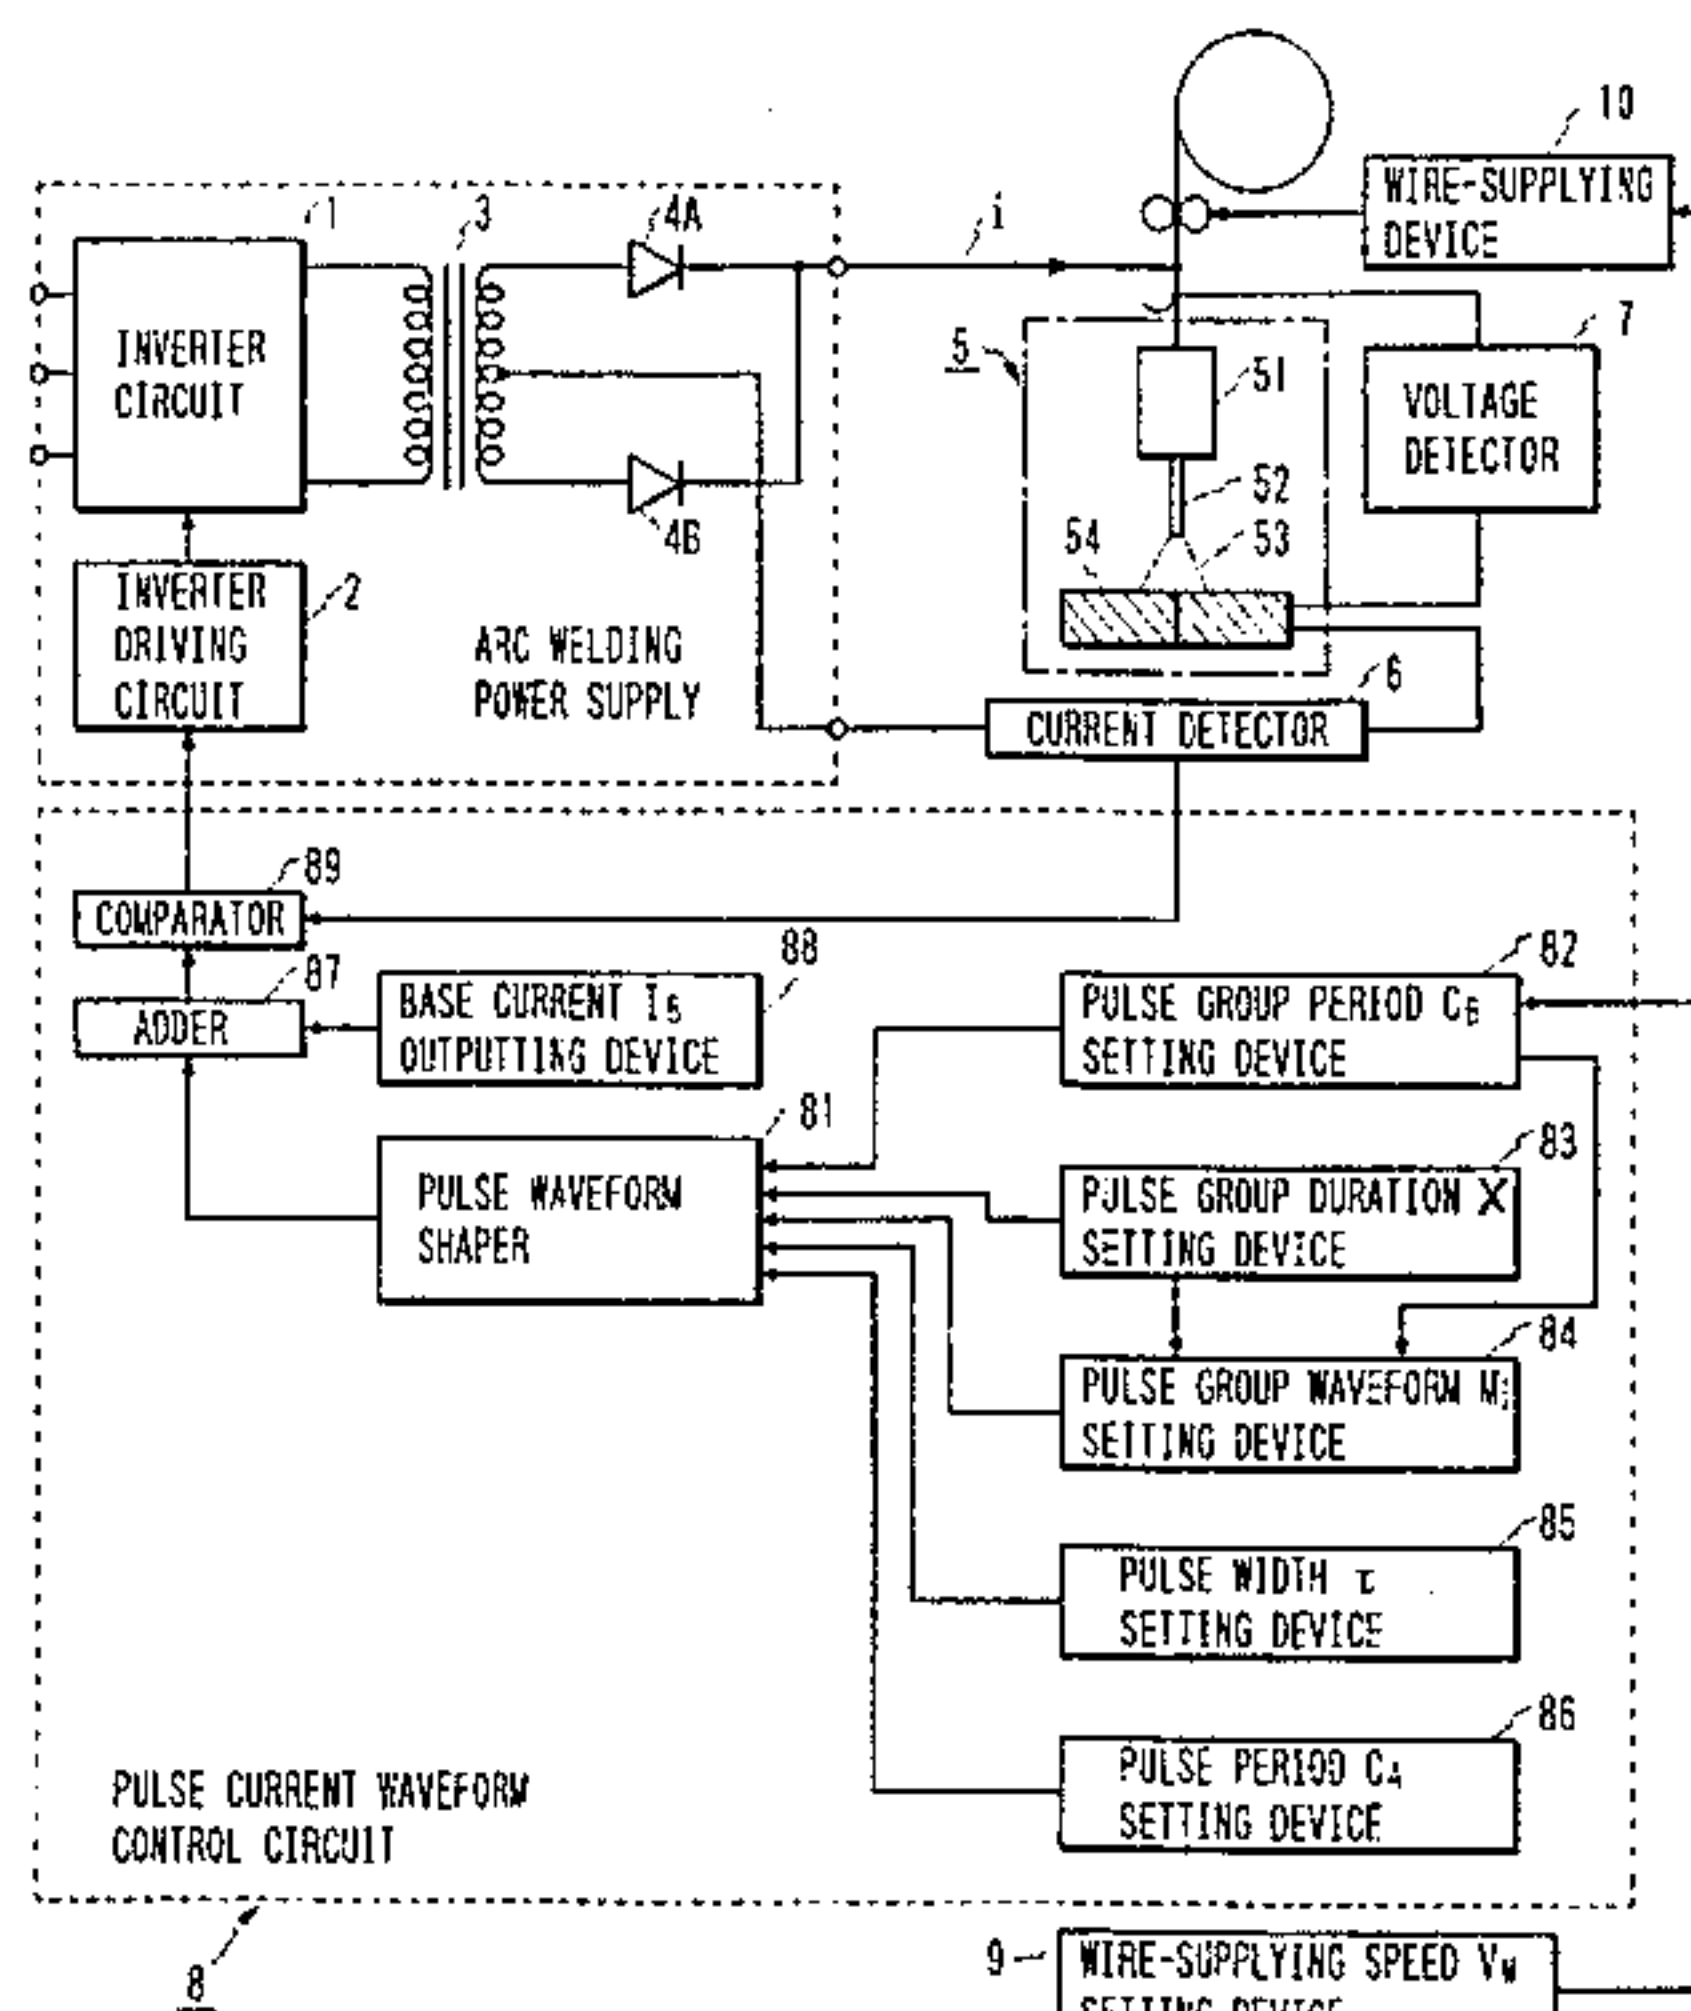 10
WIRE-SUPPLYING
DEVICE
1
3
4A
i
INVERTER
CIRCUIT
5
51
7
VOLTAGE
DETECTOR
4B
52
54
53
INVERTER
DRIVING
CIRCUIT
2
ARC WELDING
POWER SUPPLY
6
CURRENT DETECTOR
89
COMPARATOR
87
ADDER
88
BASE CURRENT IB
OUTPUTTING DEVICE
82
PULSE GROUP PERIOD CB
SETTING DEVICE
81
PULSE WAVEFORM
SHAPER
83
PULSE GROUP DURATION X
SETTING DEVICE
84
PULSE GROUP WAVEFORM Mi
SETTING DEVICE
85
PULSE WIDTH τ
SETTING DEVICE
86
PULSE PERIOD CA
SETTING DEVICE
PULSE CURRENT WAVEFORM
CONTROL CIRCUIT
8
9
WIRE-SUPPLYING SPEED VW
SETTING DEVICE